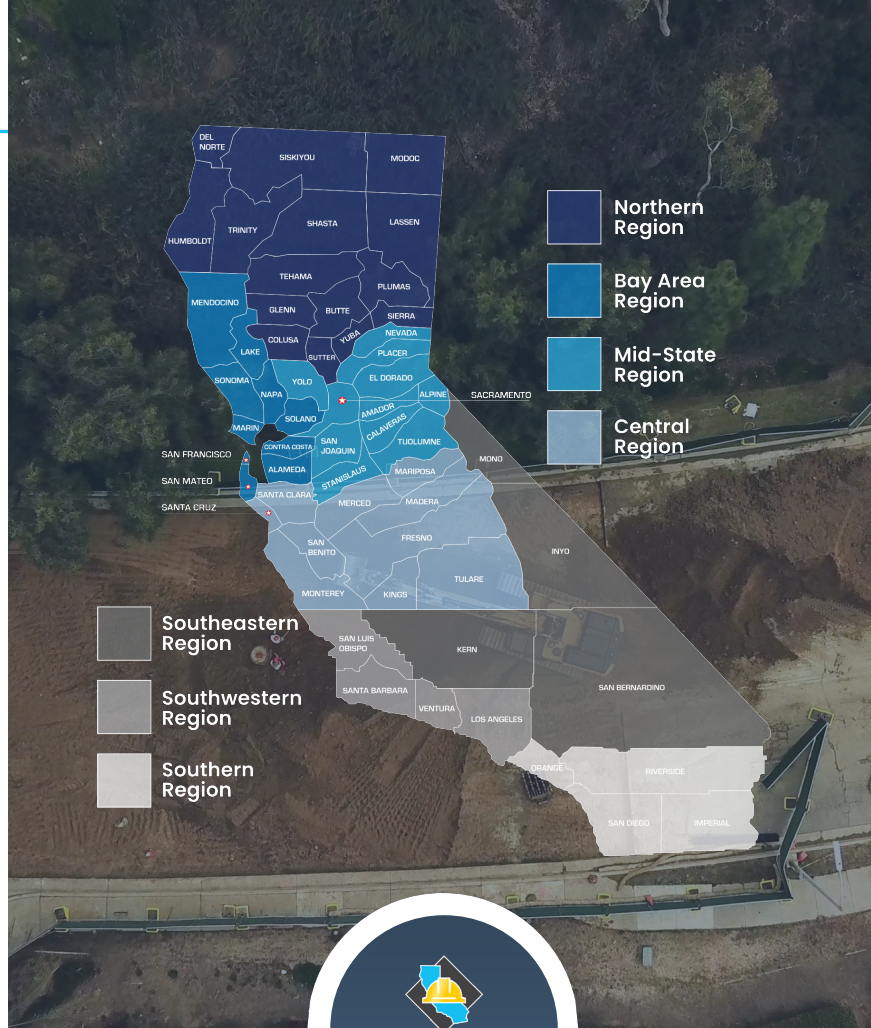 DEL
NORTE
SISKIYOU
MODOC
HUMBOLDT
TRINITY
SHASTA
LASSEN
TEHAMA
PLUMAS
MENDOCINO
GLENN
BUTTE
SIERRA
COLUSA
YUBA
NEVADA
LAKE
SUTTER
PLACER
SONOMA
YOLO
EL DORADO
NAPA
ALPINE
SACRAMENTO
SOLANO
AMADOR
MARIN
CALAVERAS
CONTRA COSTA
SAN
JOAQUIN
TUOLUMNE
SAN FRANCISCO
MONO
ALAMEDA
STANISLAUS
MARIPOSA
SAN MATEO
SANTA CLARA
MERCED
MADERA
SANTA CRUZ
FRESNO
SAN
BENITO
INYO
TULARE
MONTEREY
KINGS
SAN LUIS
OBISPO
KERN
SANTA BARBARA
SAN BERNARDINO
VENTURA
LOS ANGELES
ORANGE
RIVERSIDE
SAN DIEGO
IMPERIAL
Northern
Region
Bay Area
Region
Mid-State
Region
Central
Region
Southeastern
Region
Southwestern
Region
Southern
Region